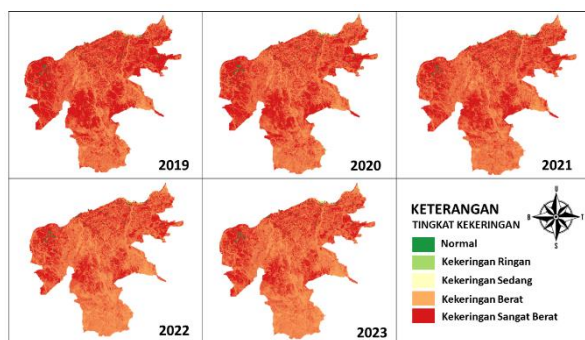 2019
2020
2021
2022
2023
KETERANGAN
TINGKAT KEKERINGAN
Normal
Kekeringan Ringan
Kekeringan Sedang
Kekeringan Berat
Kekeringan Sangat Berat
U
B
T
S